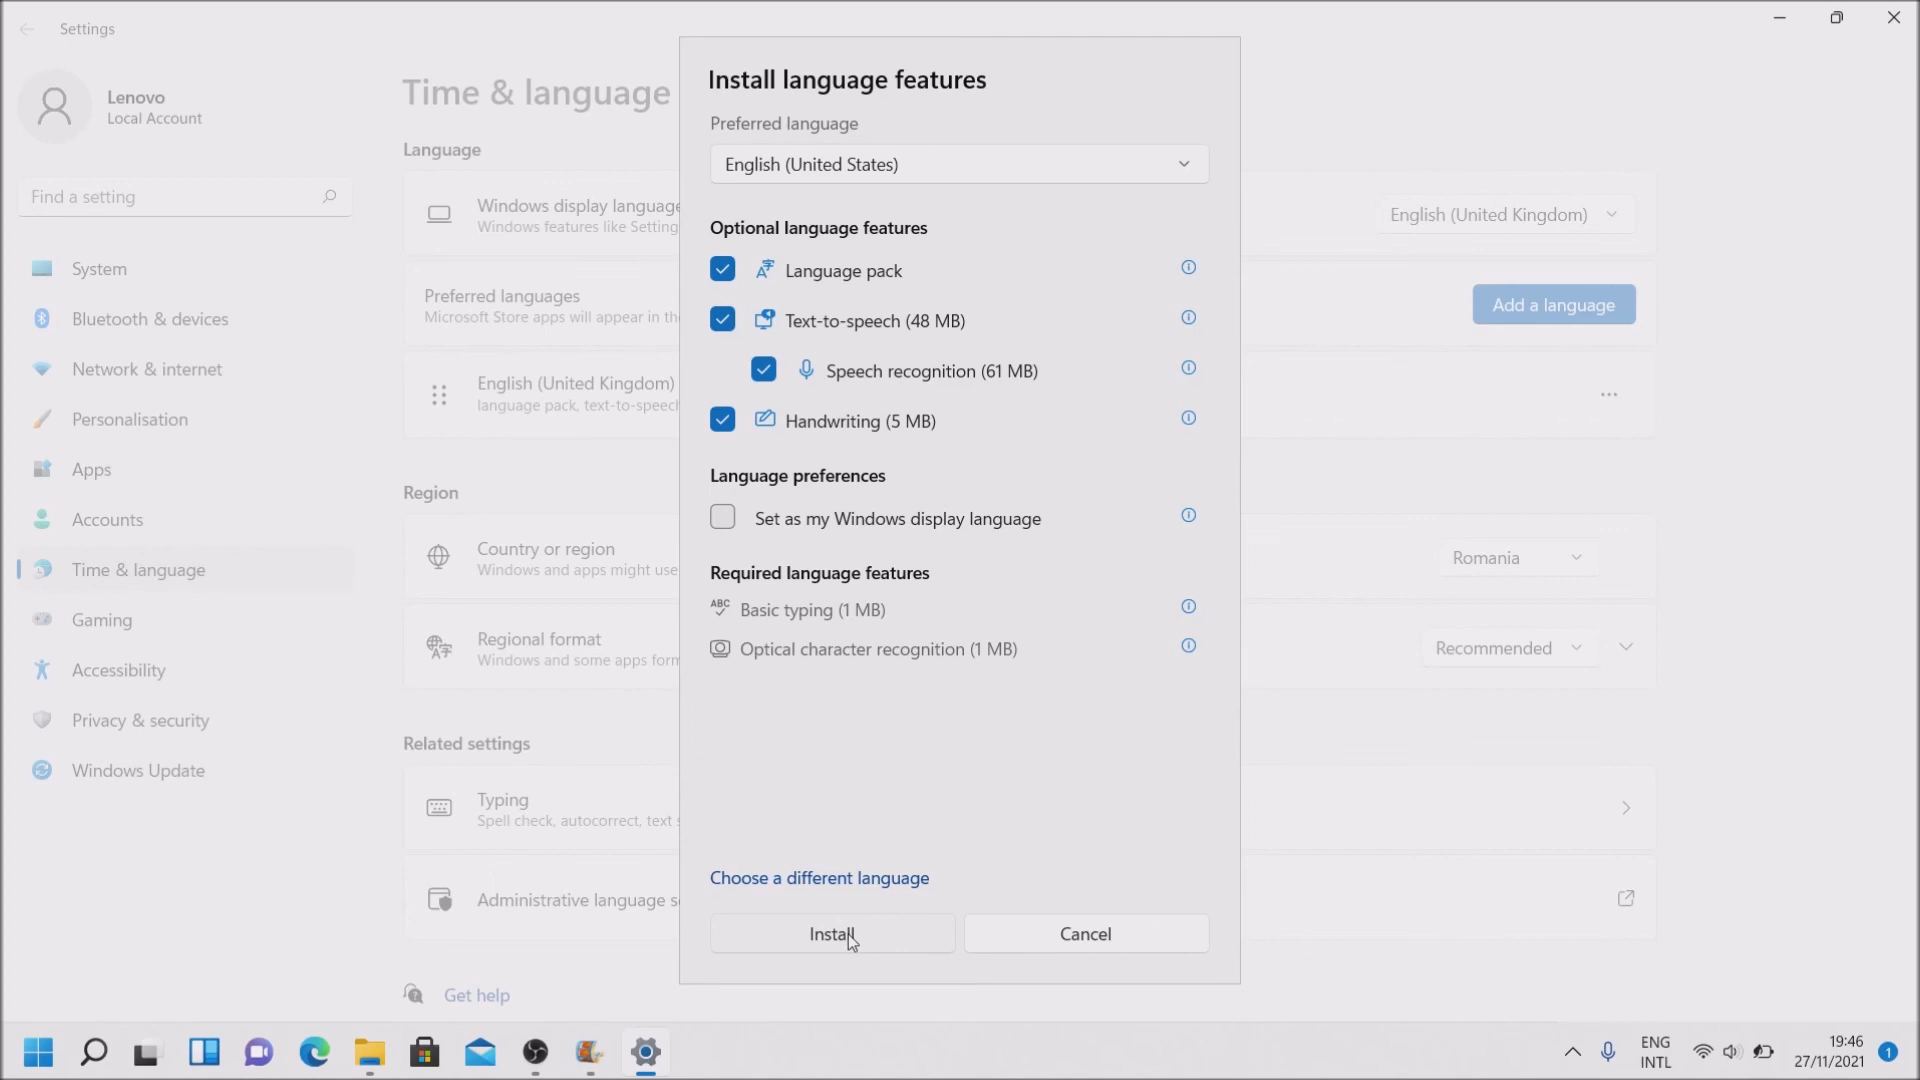 Settings
Lenovo
Local Account
Find a setting
System
Bluetooth & devices
Network & internet
Personalisation
Apps
Accounts
Time & language
Gaming
Accessibility
Privacy & security
Windows Update
Time & language
Language
Windows display language
Windows features like Setting
English (United Kingdom)
Preferred languages
Microsoft Store apps will appear in the
Add a language
English (United Kingdom)
language pack, text-to-speech
Region
Country or region
Windows and apps might use
Romania
Regional format
Windows and some apps form
Recommended
Related settings
Typing
Spell check, autocorrect, text s
Administrative language s
Get help
Install language features
Preferred language
English (United States)
Optional language features
Language pack
Text-to-speech (48 MB)
Speech recognition (61 MB)
Handwriting (5 MB)
Language preferences
Set as my Windows display language
Required language features
ABC Basic typing (1 MB)
Optical character recognition (1 MB)
Choose a different language
Install
Cancel
ENG
INTL
19:46
27/11/2021
1